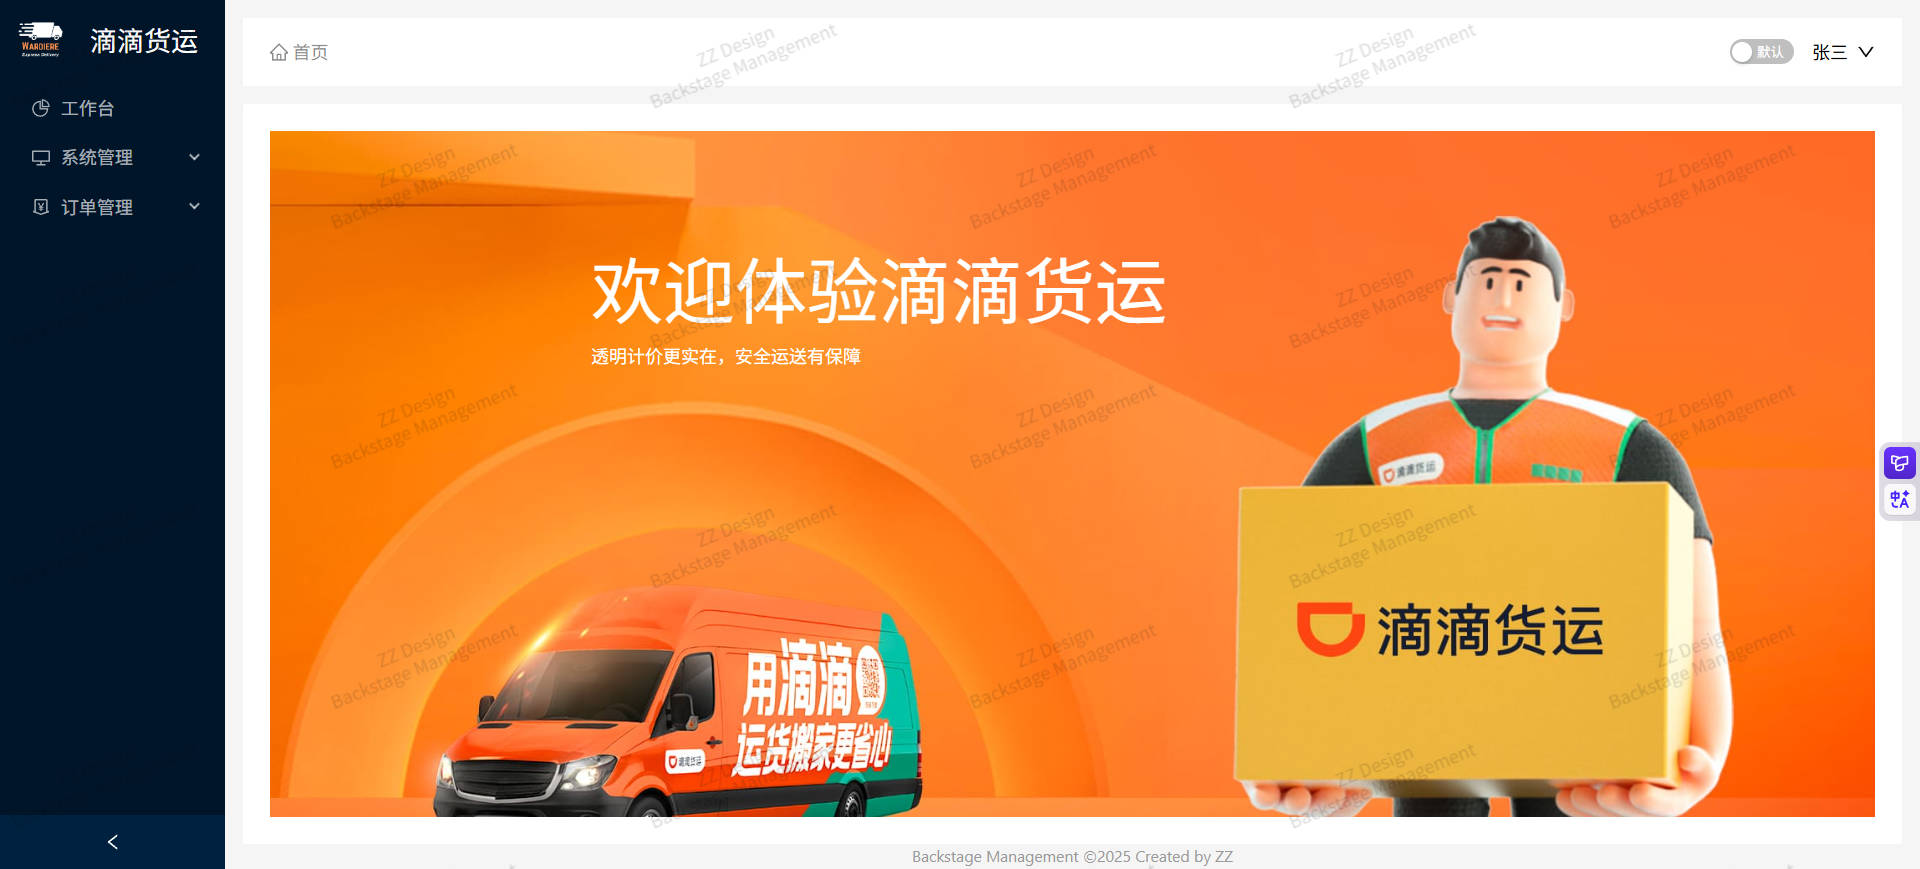 WARDIERE
Express Delivery
滴滴货运
工作台
系统管理
订单管理
首页
默认
张三
欢迎体验滴滴货运
透明计价更实在，安全运送有保障
滴滴货运
滴滴货运
用滴滴
运货搬家更省心
滴滴货运
ZZ Design
Backstage Management
Backstage Management ©2025 Created by ZZ